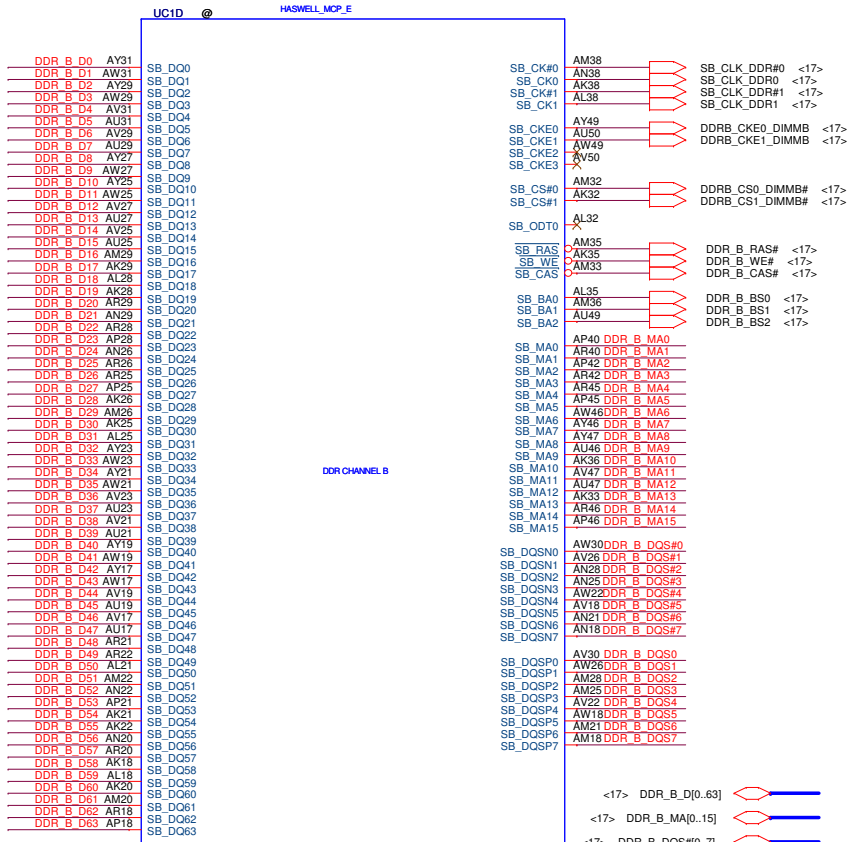 UC1D @ HASWELL_MCP_E
DDR_B_D0 AY31 SB_DQ0
DDR_B_D1 AW31 SB_DQ1
DDR_B_D2 AY29 SB_DQ2
DDR_B_D3 AW29 SB_DQ3
DDR_B_D4 AV31 SB_DQ4
DDR_B_D5 AU31 SB_DQ5
DDR_B_D6 AV29 SB_DQ6
DDR_B_D7 AU29 SB_DQ7
DDR_B_D8 AY27 SB_DQ8
DDR_B_D9 AW27 SB_DQ9
DDR_B_D10 AY25 SB_DQ10
DDR_B_D11 AW25 SB_DQ11
DDR_B_D12 AV27 SB_DQ12
DDR_B_D13 AU27 SB_DQ13
DDR_B_D14 AV25 SB_DQ14
DDR_B_D15 AU25 SB_DQ15
DDR_B_D16 AM29 SB_DQ16
DDR_B_D17 AK29 SB_DQ17
DDR_B_D18 AL28 SB_DQ18
DDR_B_D19 AK28 SB_DQ19
DDR_B_D20 AR29 SB_DQ20
DDR_B_D21 AN29 SB_DQ21
DDR_B_D22 AR28 SB_DQ22
DDR_B_D23 AP28 SB_DQ23
DDR_B_D24 AN26 SB_DQ24
DDR_B_D25 AR26 SB_DQ25
DDR_B_D26 AR25 SB_DQ26
DDR_B_D27 AP25 SB_DQ27
DDR_B_D28 AK26 SB_DQ28
DDR_B_D29 AM26 SB_DQ29
DDR_B_D30 AK25 SB_DQ30
DDR_B_D31 AL25 SB_DQ31
DDR_B_D32 AY23 SB_DQ32
DDR_B_D33 AW23 SB_DQ33
DDR_B_D34 AY21 SB_DQ34
DDR_B_D35 AW21 SB_DQ35
DDR_B_D36 AV23 SB_DQ36
DDR_B_D37 AU23 SB_DQ37
DDR_B_D38 AV21 SB_DQ38
DDR_B_D39 AU21 SB_DQ39
DDR_B_D40 AY19 SB_DQ40
DDR_B_D41 AW19 SB_DQ41
DDR_B_D42 AY17 SB_DQ42
DDR_B_D43 AW17 SB_DQ43
DDR_B_D44 AV19 SB_DQ44
DDR_B_D45 AU19 SB_DQ45
DDR_B_D46 AV17 SB_DQ46
DDR_B_D47 AU17 SB_DQ47
DDR_B_D48 AR21 SB_DQ48
DDR_B_D49 AR22 SB_DQ49
DDR_B_D50 AL21 SB_DQ50
DDR_B_D51 AM22 SB_DQ51
DDR_B_D52 AN22 SB_DQ52
DDR_B_D53 AP21 SB_DQ53
DDR_B_D54 AK21 SB_DQ54
DDR_B_D55 AK22 SB_DQ55
DDR_B_D56 AN20 SB_DQ56
DDR_B_D57 AR20 SB_DQ57
DDR_B_D58 AK18 SB_DQ58
DDR_B_D59 AL18 SB_DQ59
DDR_B_D60 AK20 SB_DQ60
DDR_B_D61 AM20 SB_DQ61
DDR_B_D62 AR18 SB_DQ62
DDR_B_D63 AP18 SB_DQ63
DDR CHANNEL B
SB_CK#0 AM38 SB_CLK_DDR#0 <17>
SB_CK0 AN38 SB_CLK_DDR0 <17>
SB_CK#1 AK38 SB_CLK_DDR#1 <17>
SB_CK1 AL38 SB_CLK_DDR1 <17>
SB_CKE0 AY49 DDRB_CKE0_DIMMB <17>
SB_CKE1 AU50 DDRB_CKE1_DIMMB <17>
SB_CKE2 AW49
SB_CKE3 AV50
SB_CS#0 AM32 DDRB_CS0_DIMMB# <17>
SB_CS#1 AK32 DDRB_CS1_DIMMB# <17>
SB_ODT0 AL32
SB_RAS AM35 DDR_B_RAS# <17>
SB_WE AK35 DDR_B_WE# <17>
SB_CAS AM33 DDR_B_CAS# <17>
SB_BA0 AL35 DDR_B_BS0 <17>
SB_BA1 AM36 DDR_B_BS1 <17>
SB_BA2 AU49 DDR_B_BS2 <17>
SB_MA0 AP40 DDR_B_MA0
SB_MA1 AR40 DDR_B_MA1
SB_MA2 AP42 DDR_B_MA2
SB_MA3 AR42 DDR_B_MA3
SB_MA4 AR45 DDR_B_MA4
SB_MA5 AP45 DDR_B_MA5
SB_MA6 AW46 DDR_B_MA6
SB_MA7 AY46 DDR_B_MA7
SB_MA8 AY47 DDR_B_MA8
SB_MA9 AU46 DDR_B_MA9
SB_MA10 AK36 DDR_B_MA10
SB_MA11 AV47 DDR_B_MA11
SB_MA12 AU47 DDR_B_MA12
SB_MA13 AK33 DDR_B_MA13
SB_MA14 AR46 DDR_B_MA14
SB_MA15 AP46 DDR_B_MA15
SB_DQSN0 AW30 DDR_B_DQS#0
SB_DQSN1 AV26 DDR_B_DQS#1
SB_DQSN2 AN28 DDR_B_DQS#2
SB_DQSN3 AN25 DDR_B_DQS#3
SB_DQSN4 AW22 DDR_B_DQS#4
SB_DQSN5 AV18 DDR_B_DQS#5
SB_DQSN6 AN21 DDR_B_DQS#6
SB_DQSN7 AN18 DDR_B_DQS#7
SB_DQSP0 AV30 DDR_B_DQS0
SB_DQSP1 AW26 DDR_B_DQS1
SB_DQSP2 AM28 DDR_B_DQS2
SB_DQSP3 AM25 DDR_B_DQS3
SB_DQSP4 AV22 DDR_B_DQS4
SB_DQSP5 AW18 DDR_B_DQS5
SB_DQSP6 AM21 DDR_B_DQS6
SB_DQSP7 AM18 DDR_B_DQS7
<17> DDR_B_D[0..63]
<17> DDR_B_MA[0..15]
<17> DDR_B_DQS#[0..7]